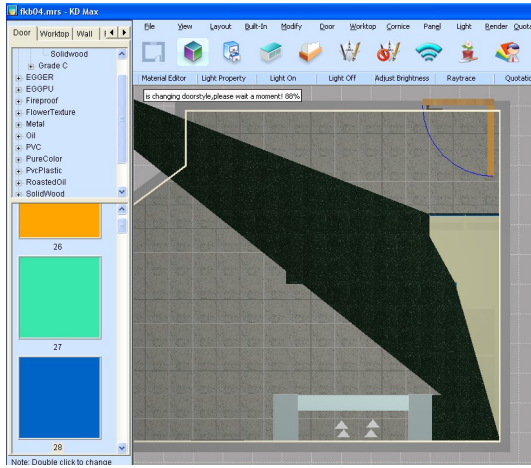 fkb04.mrs - KD Max
File View Layout Built-In Modify Door Worktop Cornice Panel Light Render Quota
Door Worktop Wall
Material Editor Light Property Light On Light Off Adjust Brightness Raytrace Quotatio
is changing doorstyle,please wait a moment! 88%
Solidwood
Grade C
EGGER
EGGPU
Fireproof
FlowerTexture
Metal
Oil
PVC
PureColor
PvcPlastic
RoastedOil
SolidWood
26
27
28
Note: Double click to change